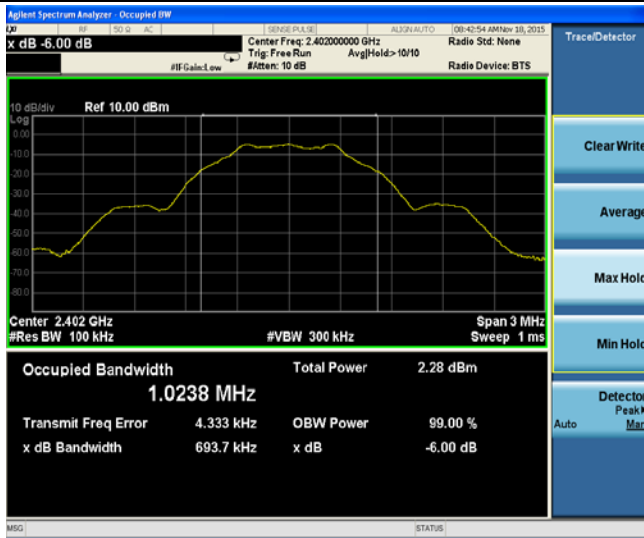 Agilent Spectrum Analyzer - Occupied BW
RF 50 Ω AC SENSE:PULSE ALIGN AUTO 08:42:54 AM Nov 18, 2015
x dB -6.00 dB Center Freq: 2.402000000 GHz Radio Std: None
Trig: Free Run Avg|Hold:>10/10
#IFGain:Low #Atten: 10 dB Radio Device: BTS
Trace/Detector
10 dB/div Ref 10.00 dBm
Log
0.00
-10.0
-20.0
-30.0
-40.0
-50.0
-60.0
-70.0
-80.0
Center 2.402 GHz Span 3 MHz
#Res BW 100 kHz #VBW 300 kHz Sweep 1 ms
Occupied Bandwidth Total Power 2.28 dBm
1.0238 MHz
Transmit Freq Error 4.333 kHz OBW Power 99.00 %
x dB Bandwidth 693.7 kHz x dB -6.00 dB
Clear Write
Average
Max Hold
Min Hold
Detector
Peak
Auto Man
MSG STATUS